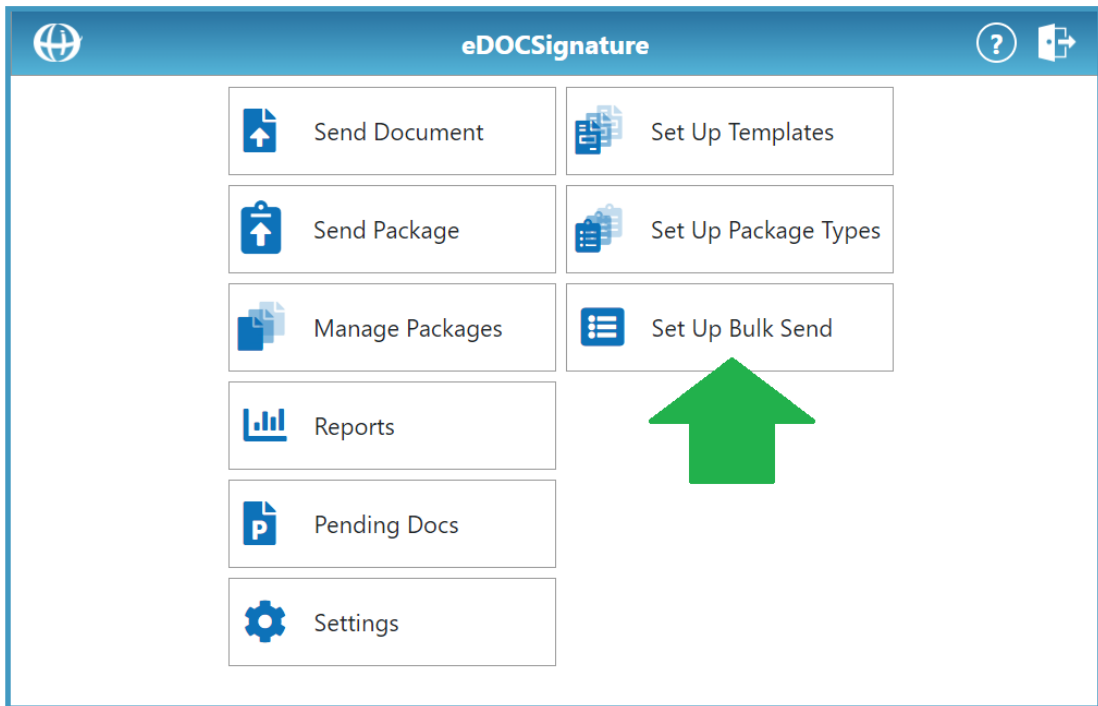 eDOCSignature
?
Send Document
Set Up Templates
Send Package
Set Up Package Types
Manage Packages
Set Up Bulk Send
Reports
P
Pending Docs
Settings